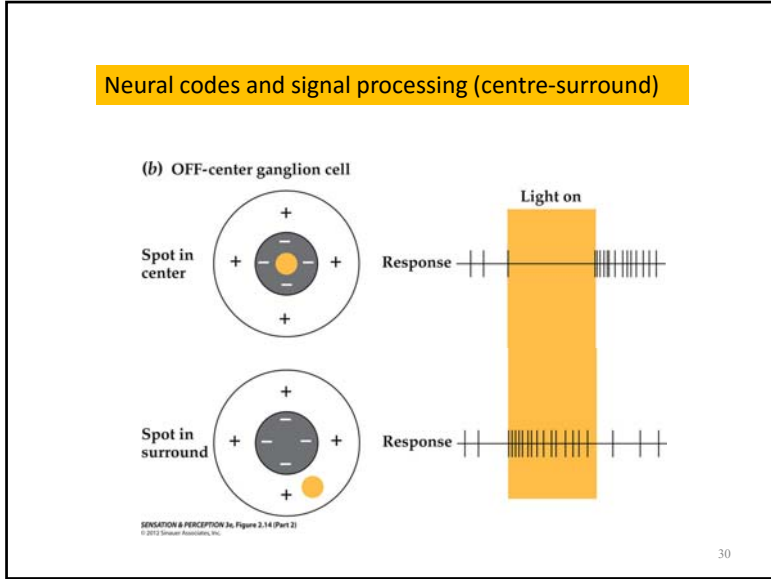 Neural codes and signal processing (centre-surround)
(b) OFF-center ganglion cell
Light on
Spot in
center
+
+
+
+
−
−
−
−
Response
Spot in
surround
+
+
+
+
−
−
−
−
Response
SENSATION & PERCEPTION 3e, Figure 2.14 (Part 2)
© 2012 Sinauer Associates, Inc.
30